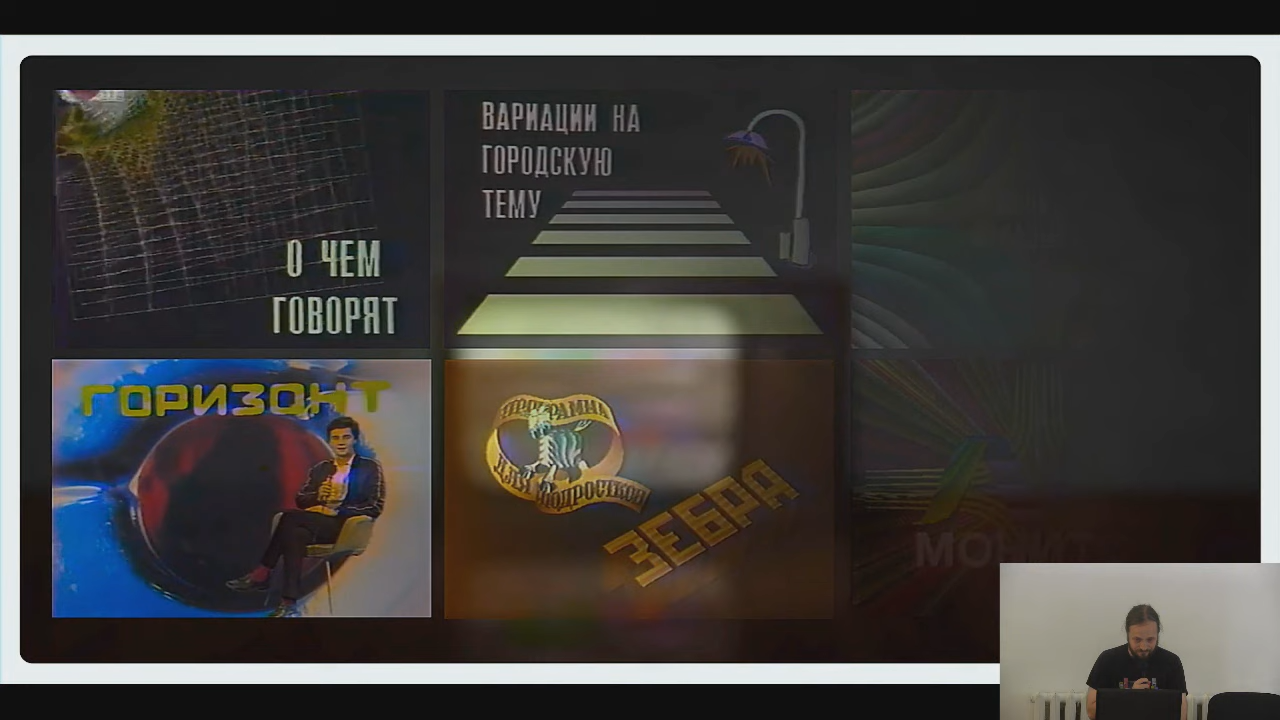 О ЧЕМ
ГОВОРЯТ
ВАРИАЦИИ НА
ГОРОДСКУЮ
ТЕМУ
ГОРИЗОНТ
ПРОГРАММА
ДЛЯ ПОДРОСТКОВ
ЗЕБРА